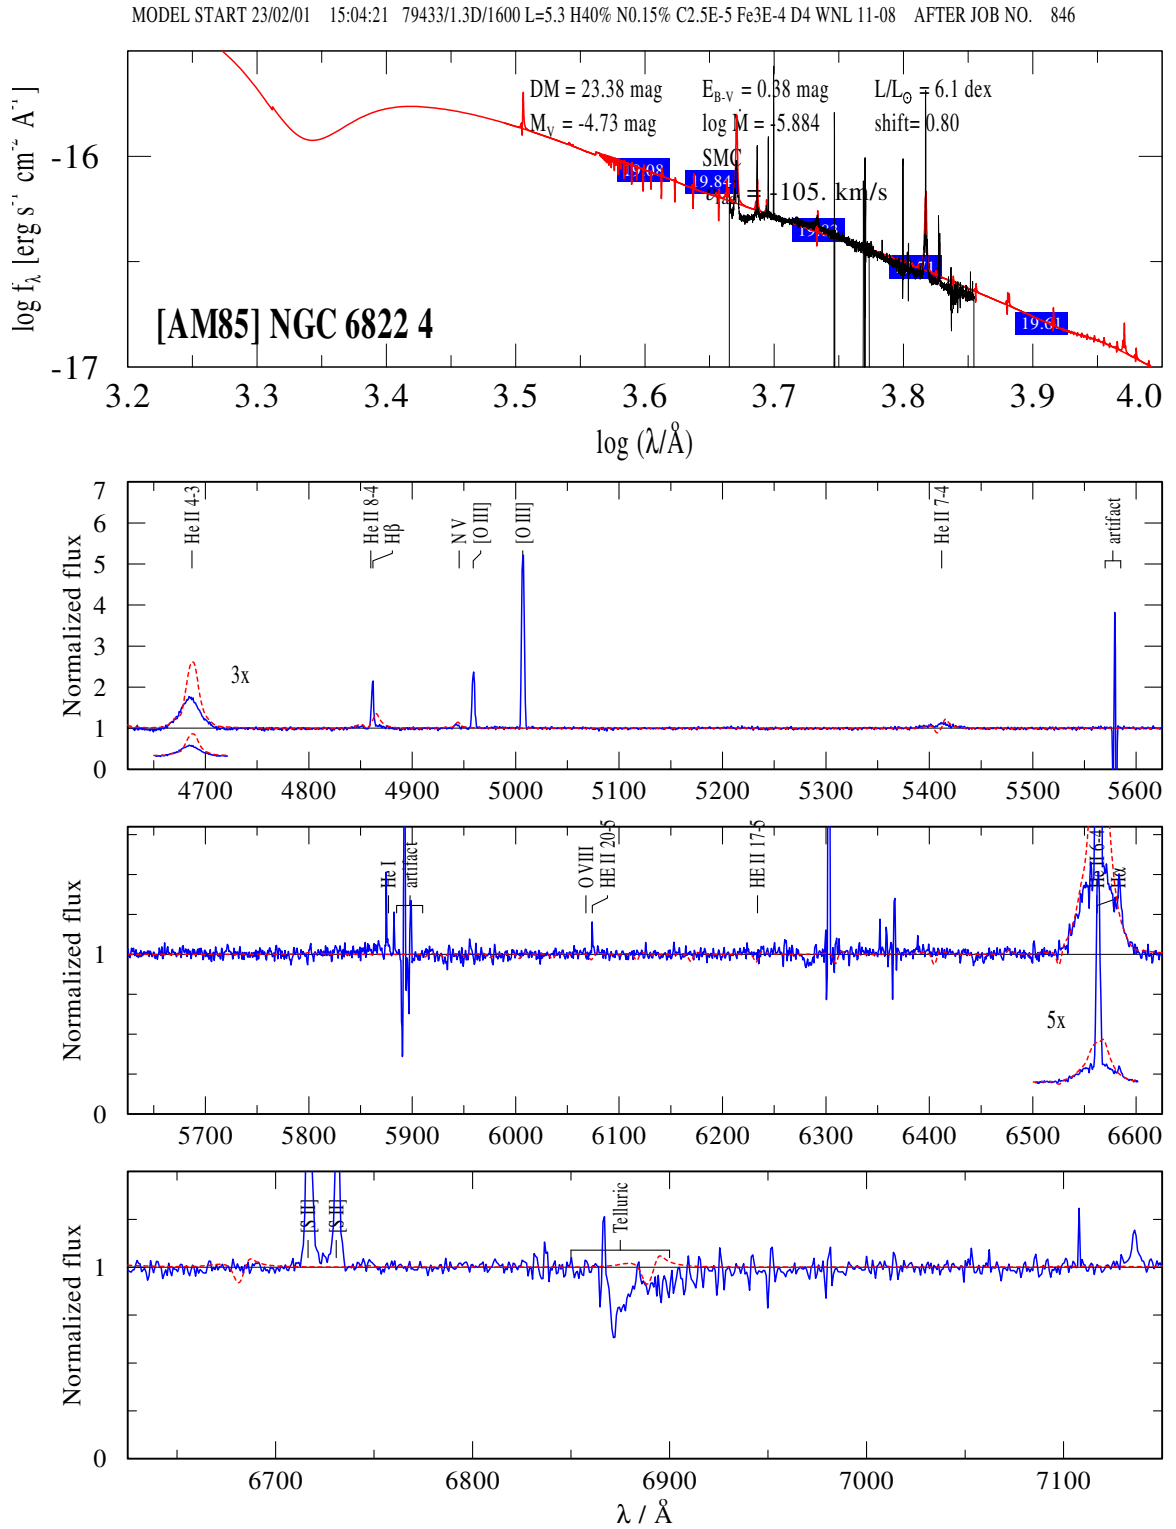 MODEL START 23/02/01 15:04:21 79433/1.3D/1600 L=5.3 H40% N0.15% C2.5E-5 Fe3E-4 D4 WNL 11-08 AFTER JOB NO. 846
DM = 23.38 mag E_B-V = 0.38 mag L/L_⊙ = 6.1 dex
M_V = -4.73 mag log Ṁ = -5.884 shift= 0.80
SMC
= -105. km/s
19.84
19.61
[AM85] NGC 6822 4
log f_λ [erg s⁻¹ cm⁻² Å⁻¹]
-16
-17
3.2 3.3 3.4 3.5 3.6 3.7 3.8 3.9 4.0
log (λ/Å)
Normalized flux
7
6
5
4
3
2
1
0
He II 4-3
He II 8-4
Hβ
N V
[O III]
[O III]
He II 7-4
artifact
3x
4700 4800 4900 5000 5100 5200 5300 5400 5500 5600
Normalized flux
1
0
He I
artifact
O VIII
HE II 20-5
HE II 17-5
He II 6-4
Hα
5x
5700 5800 5900 6000 6100 6200 6300 6400 6500 6600
Normalized flux
1
0
[S II]
[S II]
Telluric
6700 6800 6900 7000 7100
λ / Å